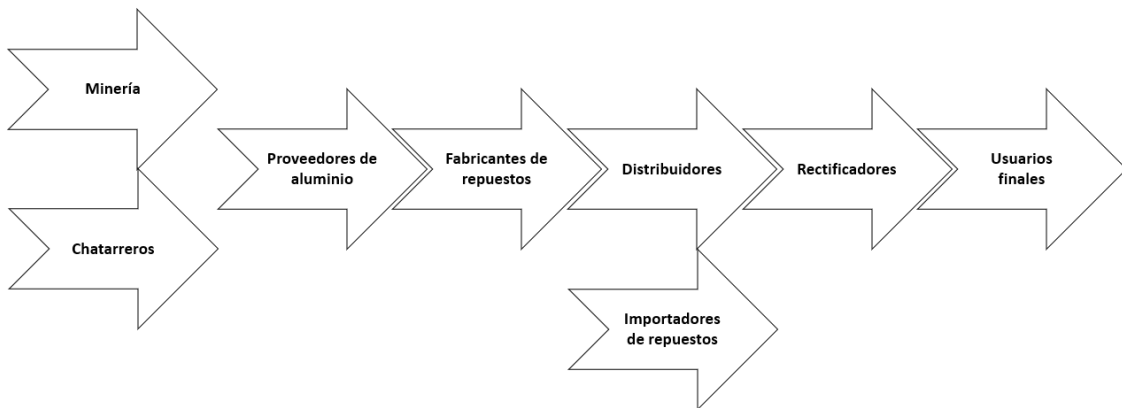 Minería
Chatarreros
Proveedores de
aluminio
Fabricantes de
repuestos
Distribuidores
Importadores
de repuestos
Rectificadores
Usuarios
finales